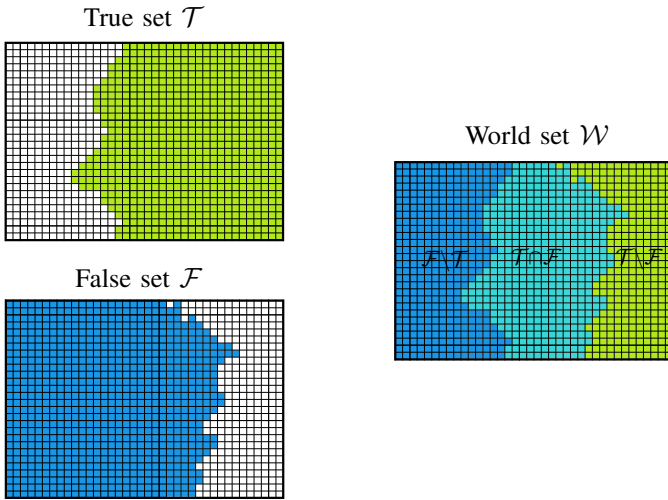 True set 𝒯
World set 𝒲
ℱ\𝒯 𝒯∩ℱ 𝒯\ℱ
False set ℱ